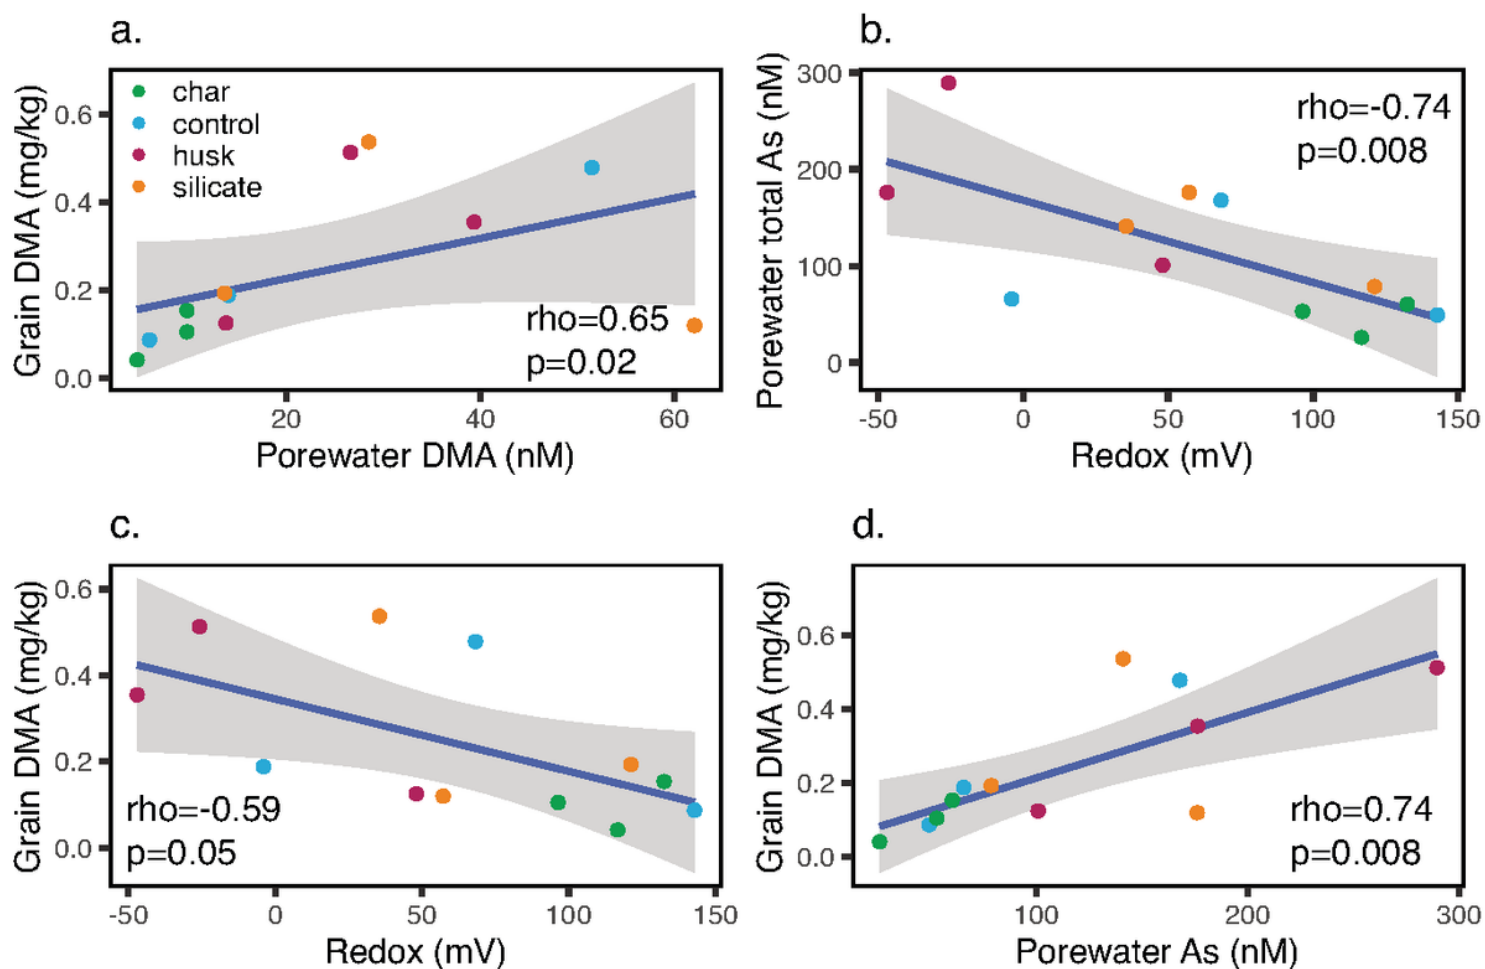 a.
Grain DMA (mg/kg)
0.6
0.4
0.2
0.0
char
control
husk
silicate
rho=0.65
p=0.02
20
40
60
Porewater DMA (nM)
b.
Porewater total As (nM)
300
200
100
0
rho=-0.74
p=0.008
-50
0
50
100
150
Redox (mV)
c.
Grain DMA (mg/kg)
0.6
0.4
0.2
0.0
rho=-0.59
p=0.05
-50
0
50
100
150
Redox (mV)
d.
Grain DMA (mg/kg)
0.6
0.4
0.2
0.0
rho=0.74
p=0.008
100
200
300
Porewater As (nM)